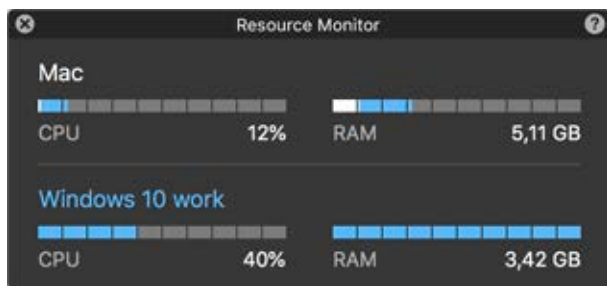 Resource Monitor
Mac
CPU 12% RAM 5,11 GB
Windows 10 work
CPU 40% RAM 3,42 GB